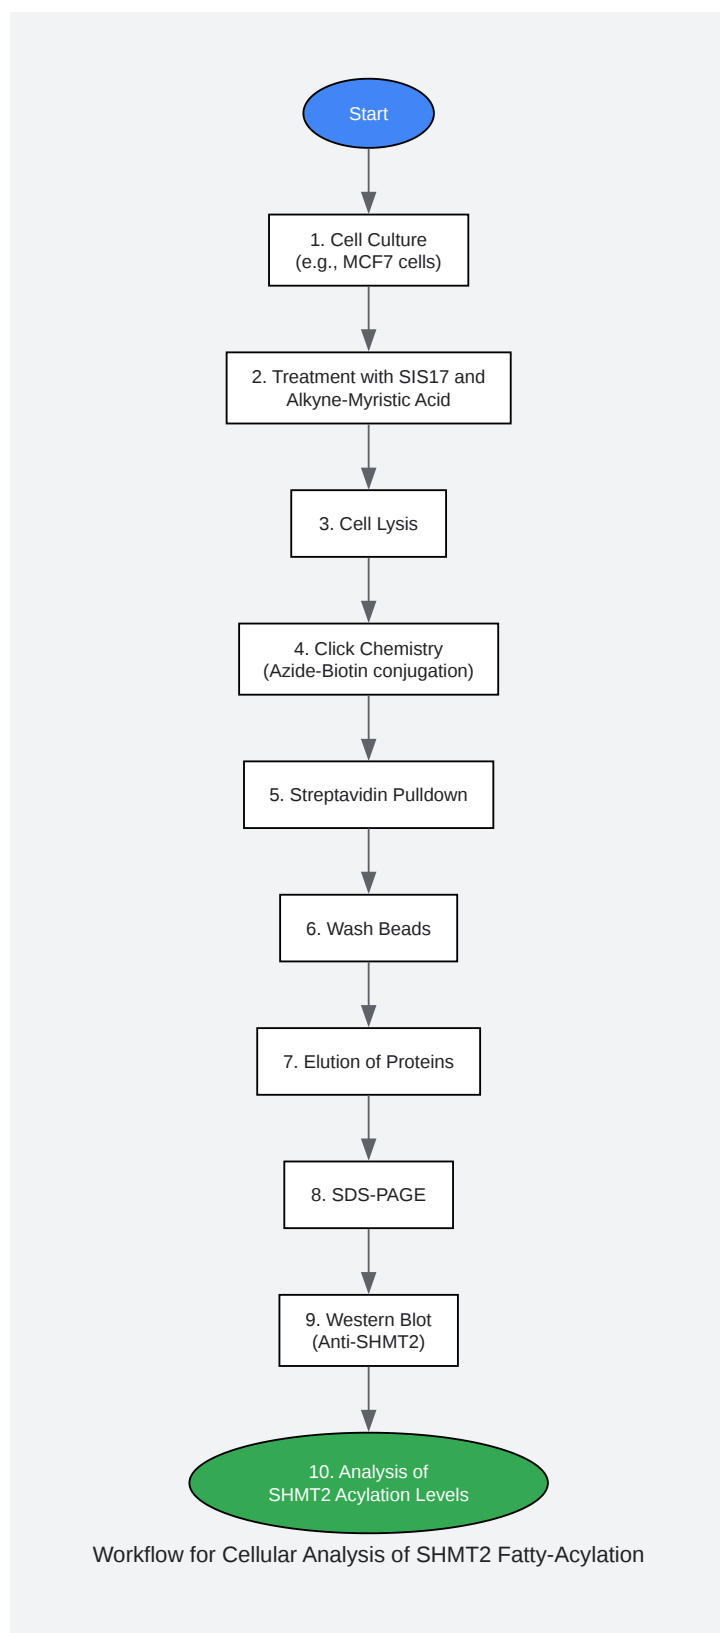 Start
1. Cell Culture
(e.g., MCF7 cells)
2. Treatment with SIS17 and
Alkyne-Myristic Acid
3. Cell Lysis
4. Click Chemistry
(Azide-Biotin conjugation)
5. Streptavidin Pulldown
6. Wash Beads
7. Elution of Proteins
8. SDS-PAGE
9. Western Blot
(Anti-SHMT2)
10. Analysis of
SHMT2 Acylation Levels
Workflow for Cellular Analysis of SHMT2 Fatty-Acylation